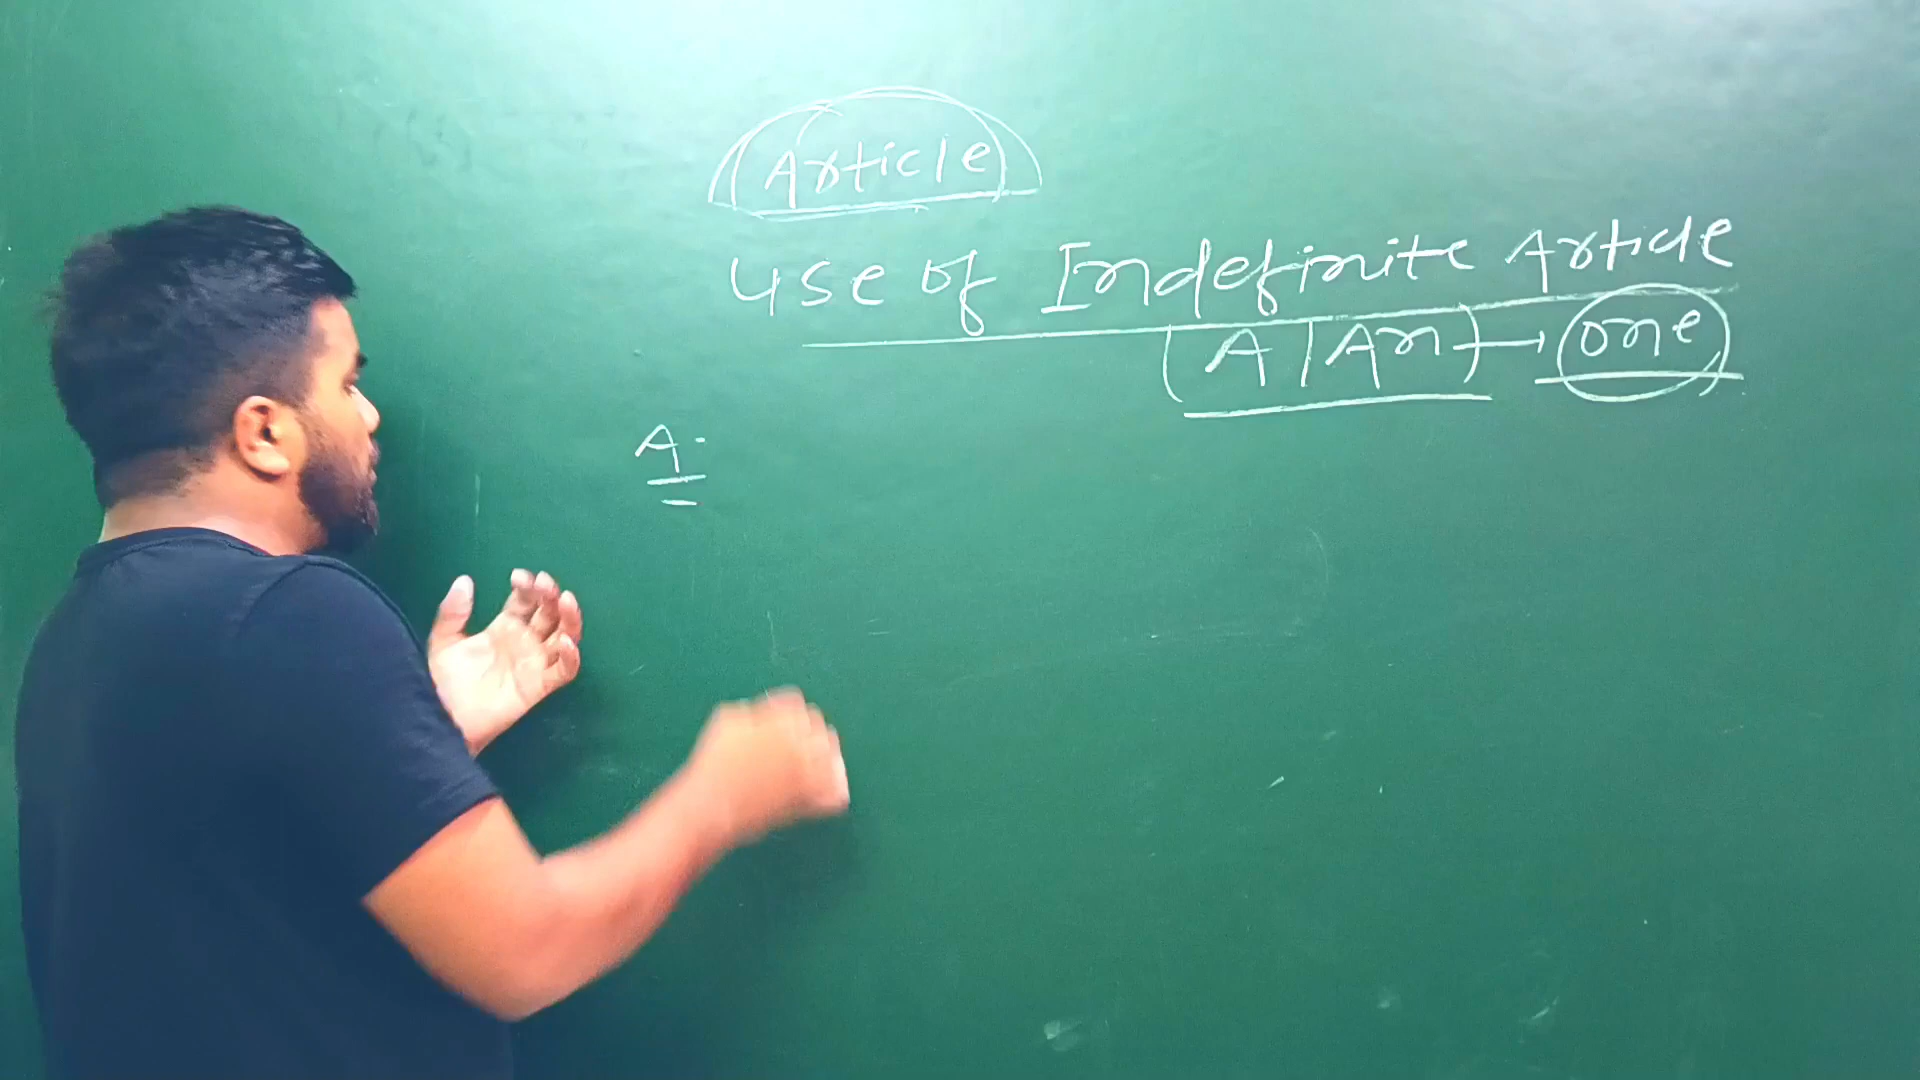 Article
Use of Indefinite Article
(A | An) → one
A.